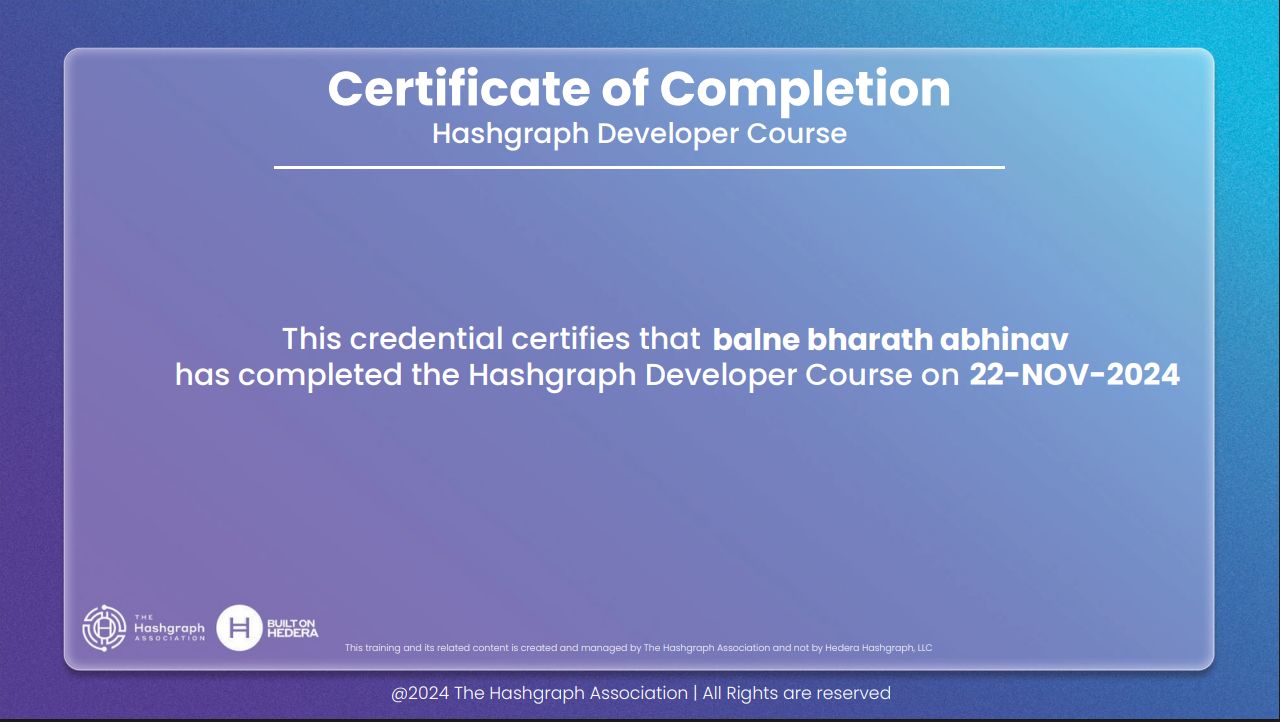 Certificate of Completion
Hashgraph Developer Course
This credential certifies that balne bharath abhinav
has completed the Hashgraph Developer Course on 22-NOV-2024
THE
Hashgraph
ASSOCIATION
BUILT ON
HEDERA
This training and its related content is created and managed by The Hashgraph Association and not by Hedera Hashgraph, LLC
@2024 The Hashgraph Association | All Rights are reserved